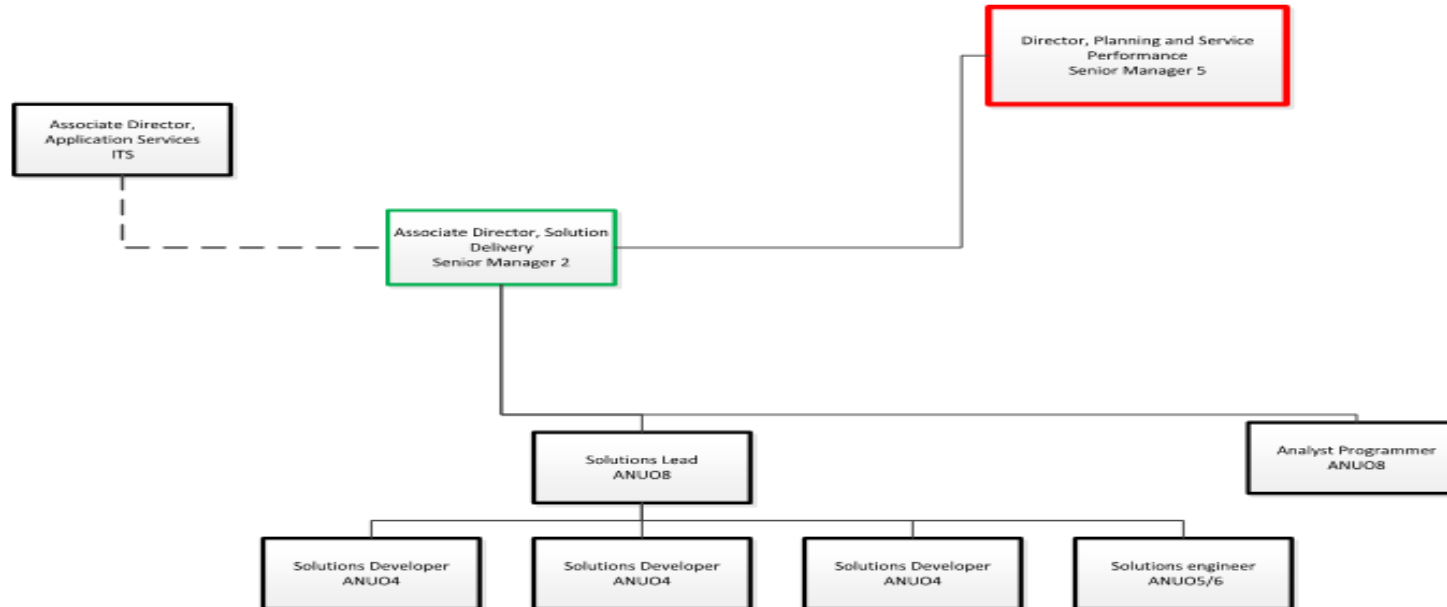 Director, Planning and Service
Performance
Senior Manager 5
Associate Director,
Application Services
ITS
Associate Director, Solution
Delivery
Senior Manager 2
Solutions Lead
ANUO8
Analyst Programmer
ANUO8
Solutions Developer
ANUO4
Solutions Developer
ANUO4
Solutions Developer
ANUO4
Solutions engineer
ANUO5/6